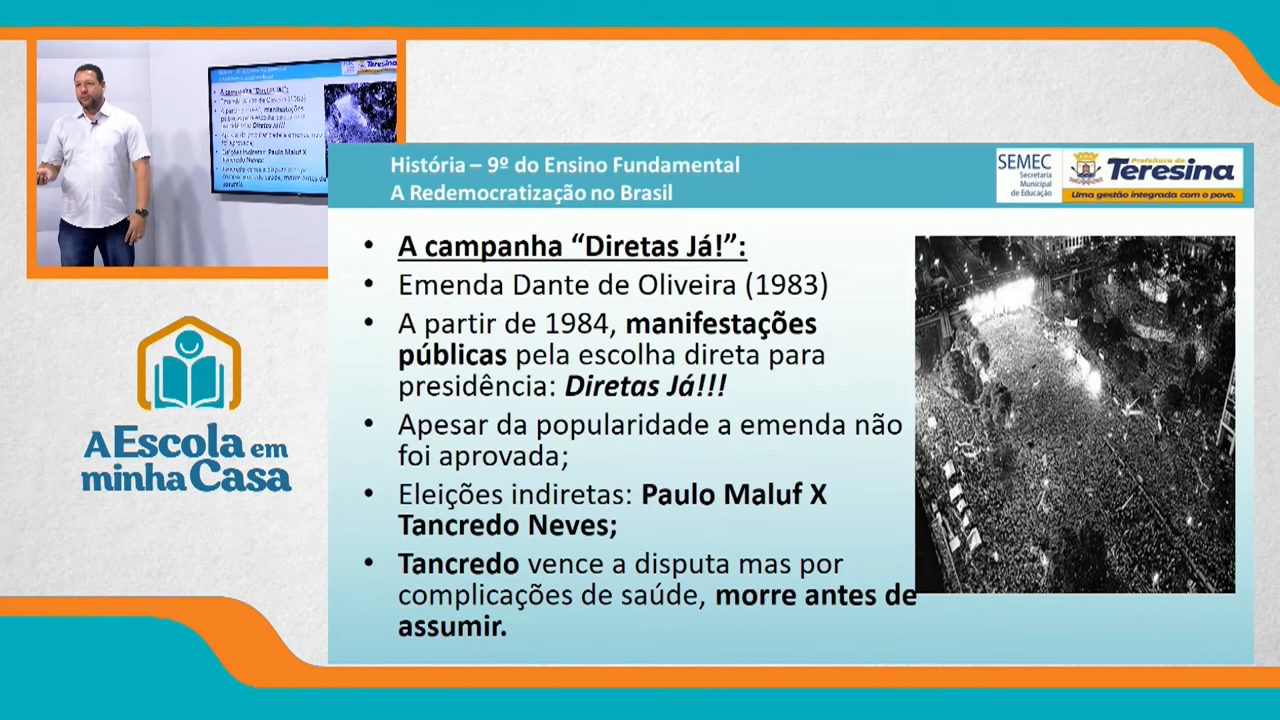 História – 9º do Ensino Fundamental
A Redemocratização no Brasil
SEMEC
Secretaria
Municipal
de Educação
Prefeitura de
Teresina
Uma gestão integrada com o povo.
• A campanha “Diretas Já!”:
• Emenda Dante de Oliveira (1983)
• A partir de 1984, manifestações
públicas pela escolha direta para
presidência: Diretas Já!!!
• Apesar da popularidade a emenda não
foi aprovada;
• Eleições indiretas: Paulo Maluf X
Tancredo Neves;
• Tancredo vence a disputa mas por
complicações de saúde, morre antes de
assumir.
A Escola em
minha Casa